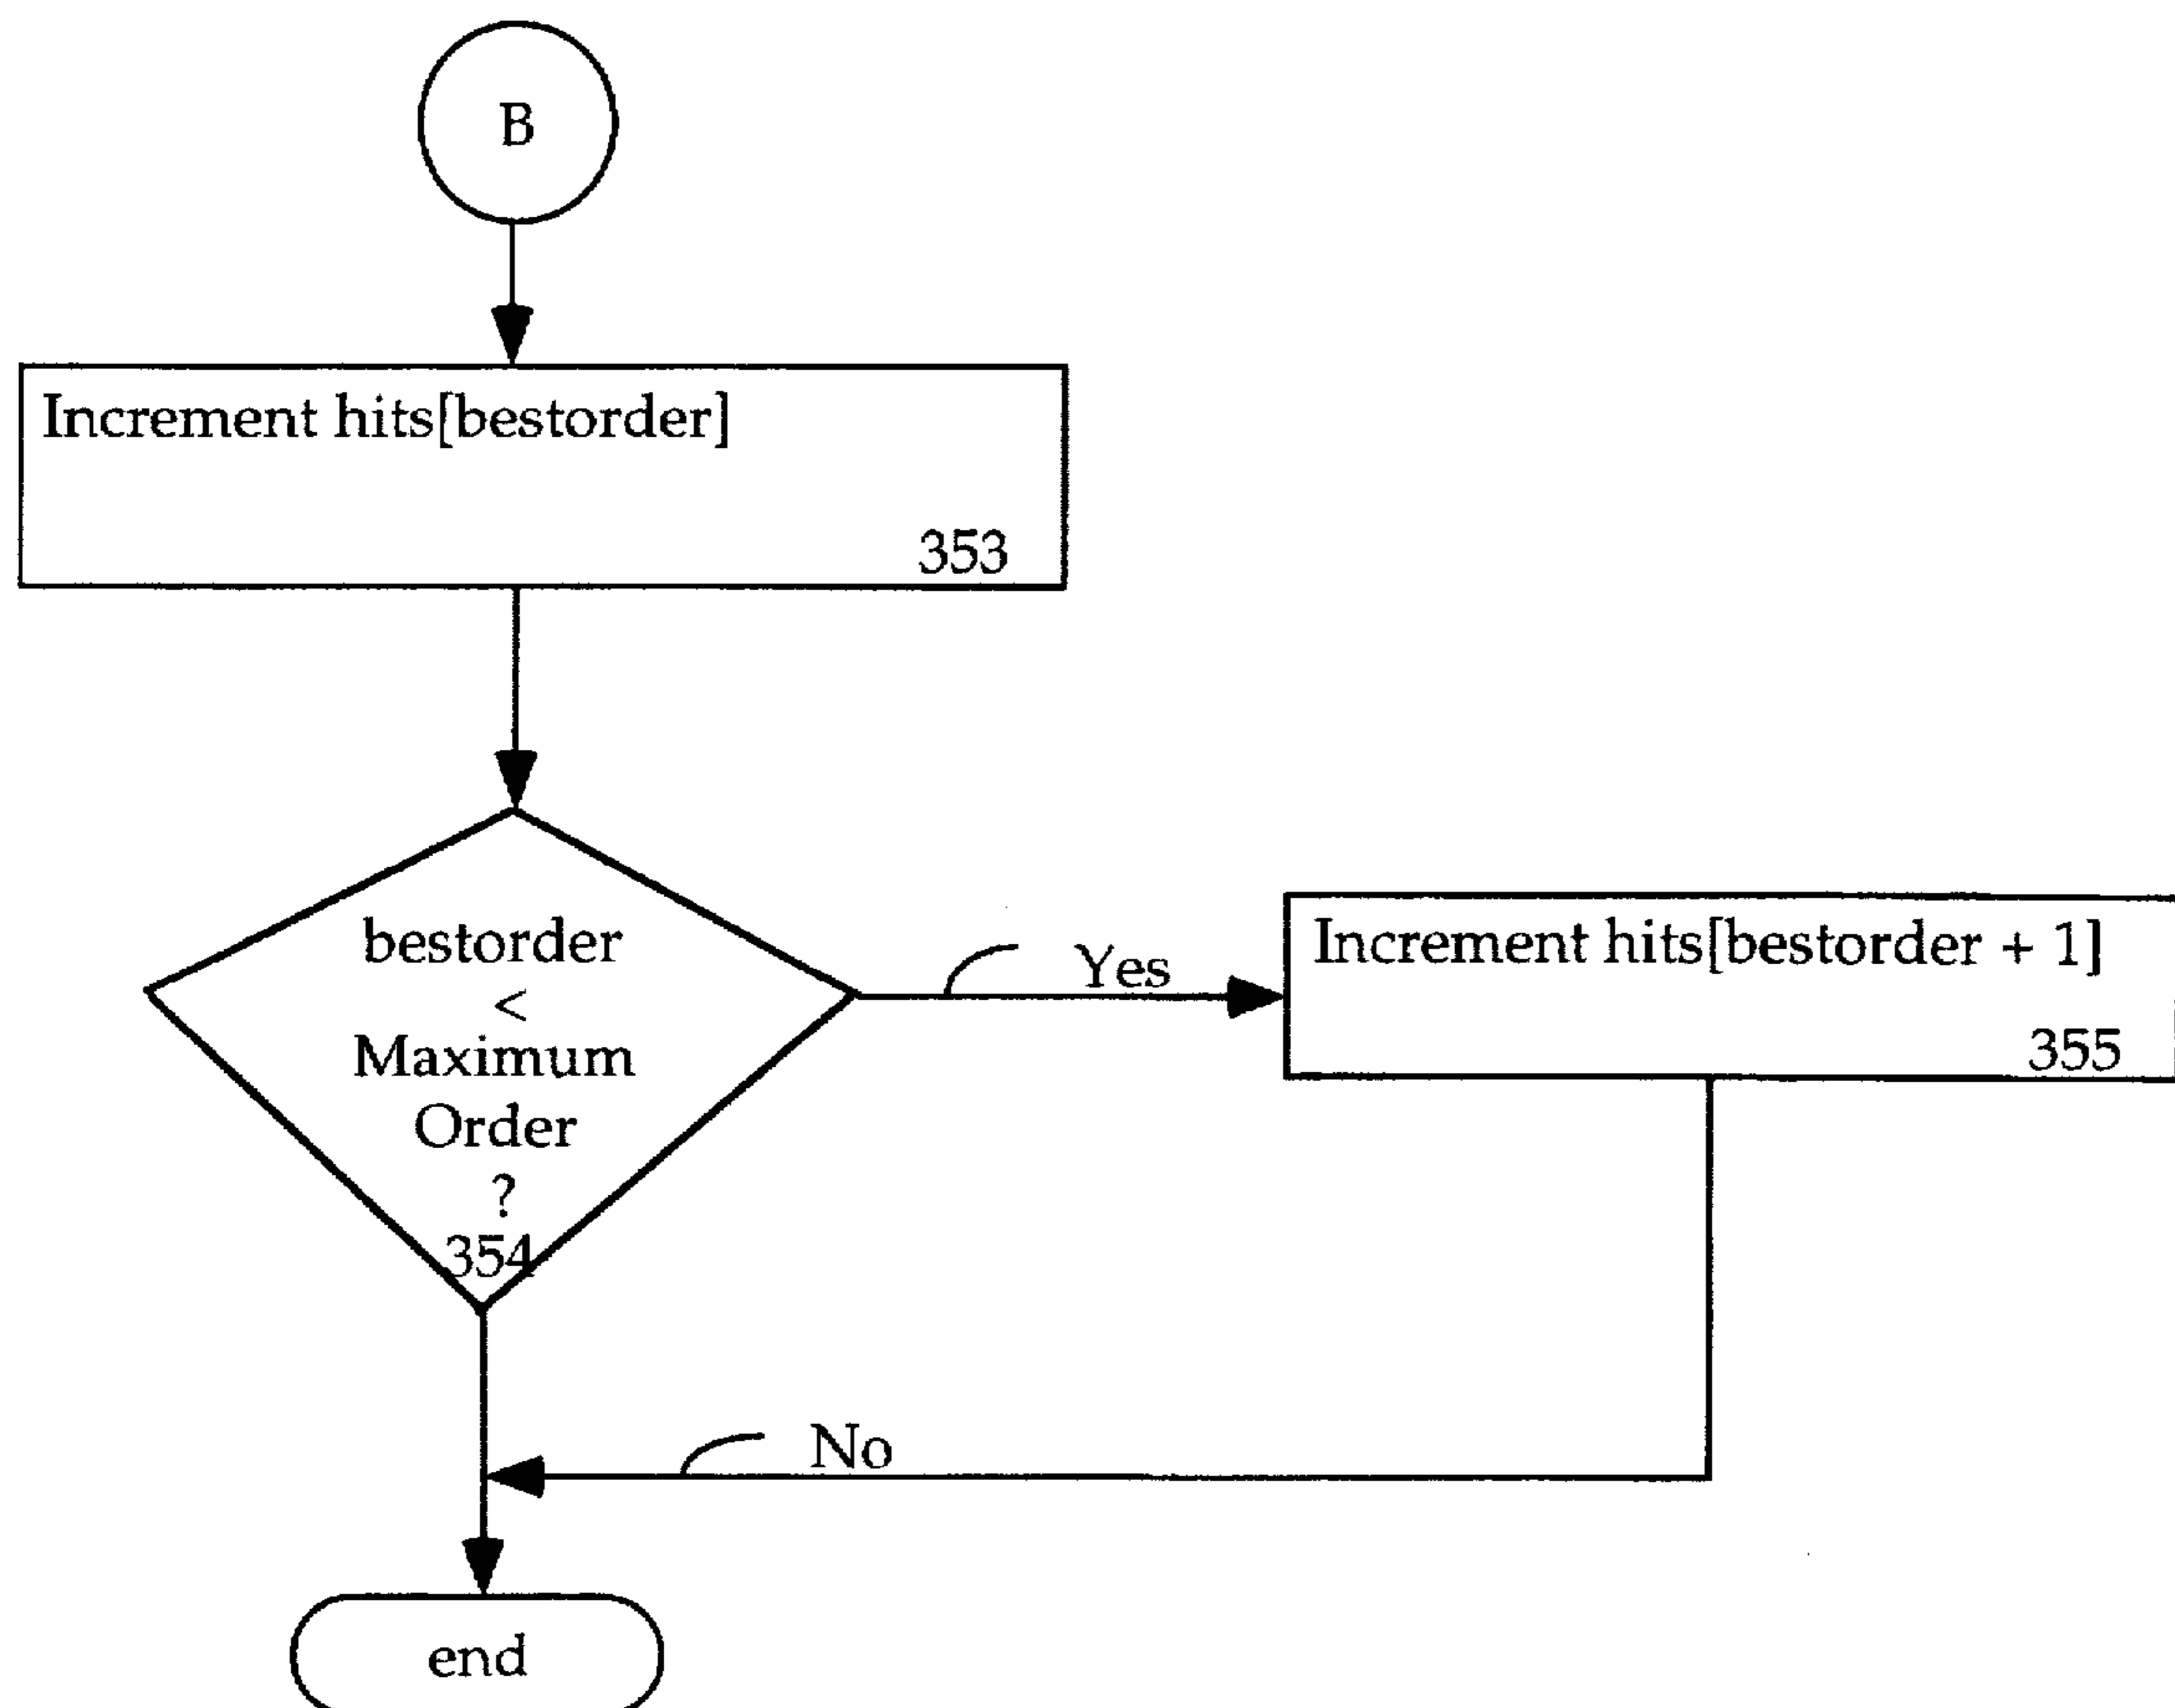 B
Increment hits[bestorder]
353
bestorder
<
Maximum
Order
?
354
Yes
Increment hits[bestorder + 1]
355
No
end